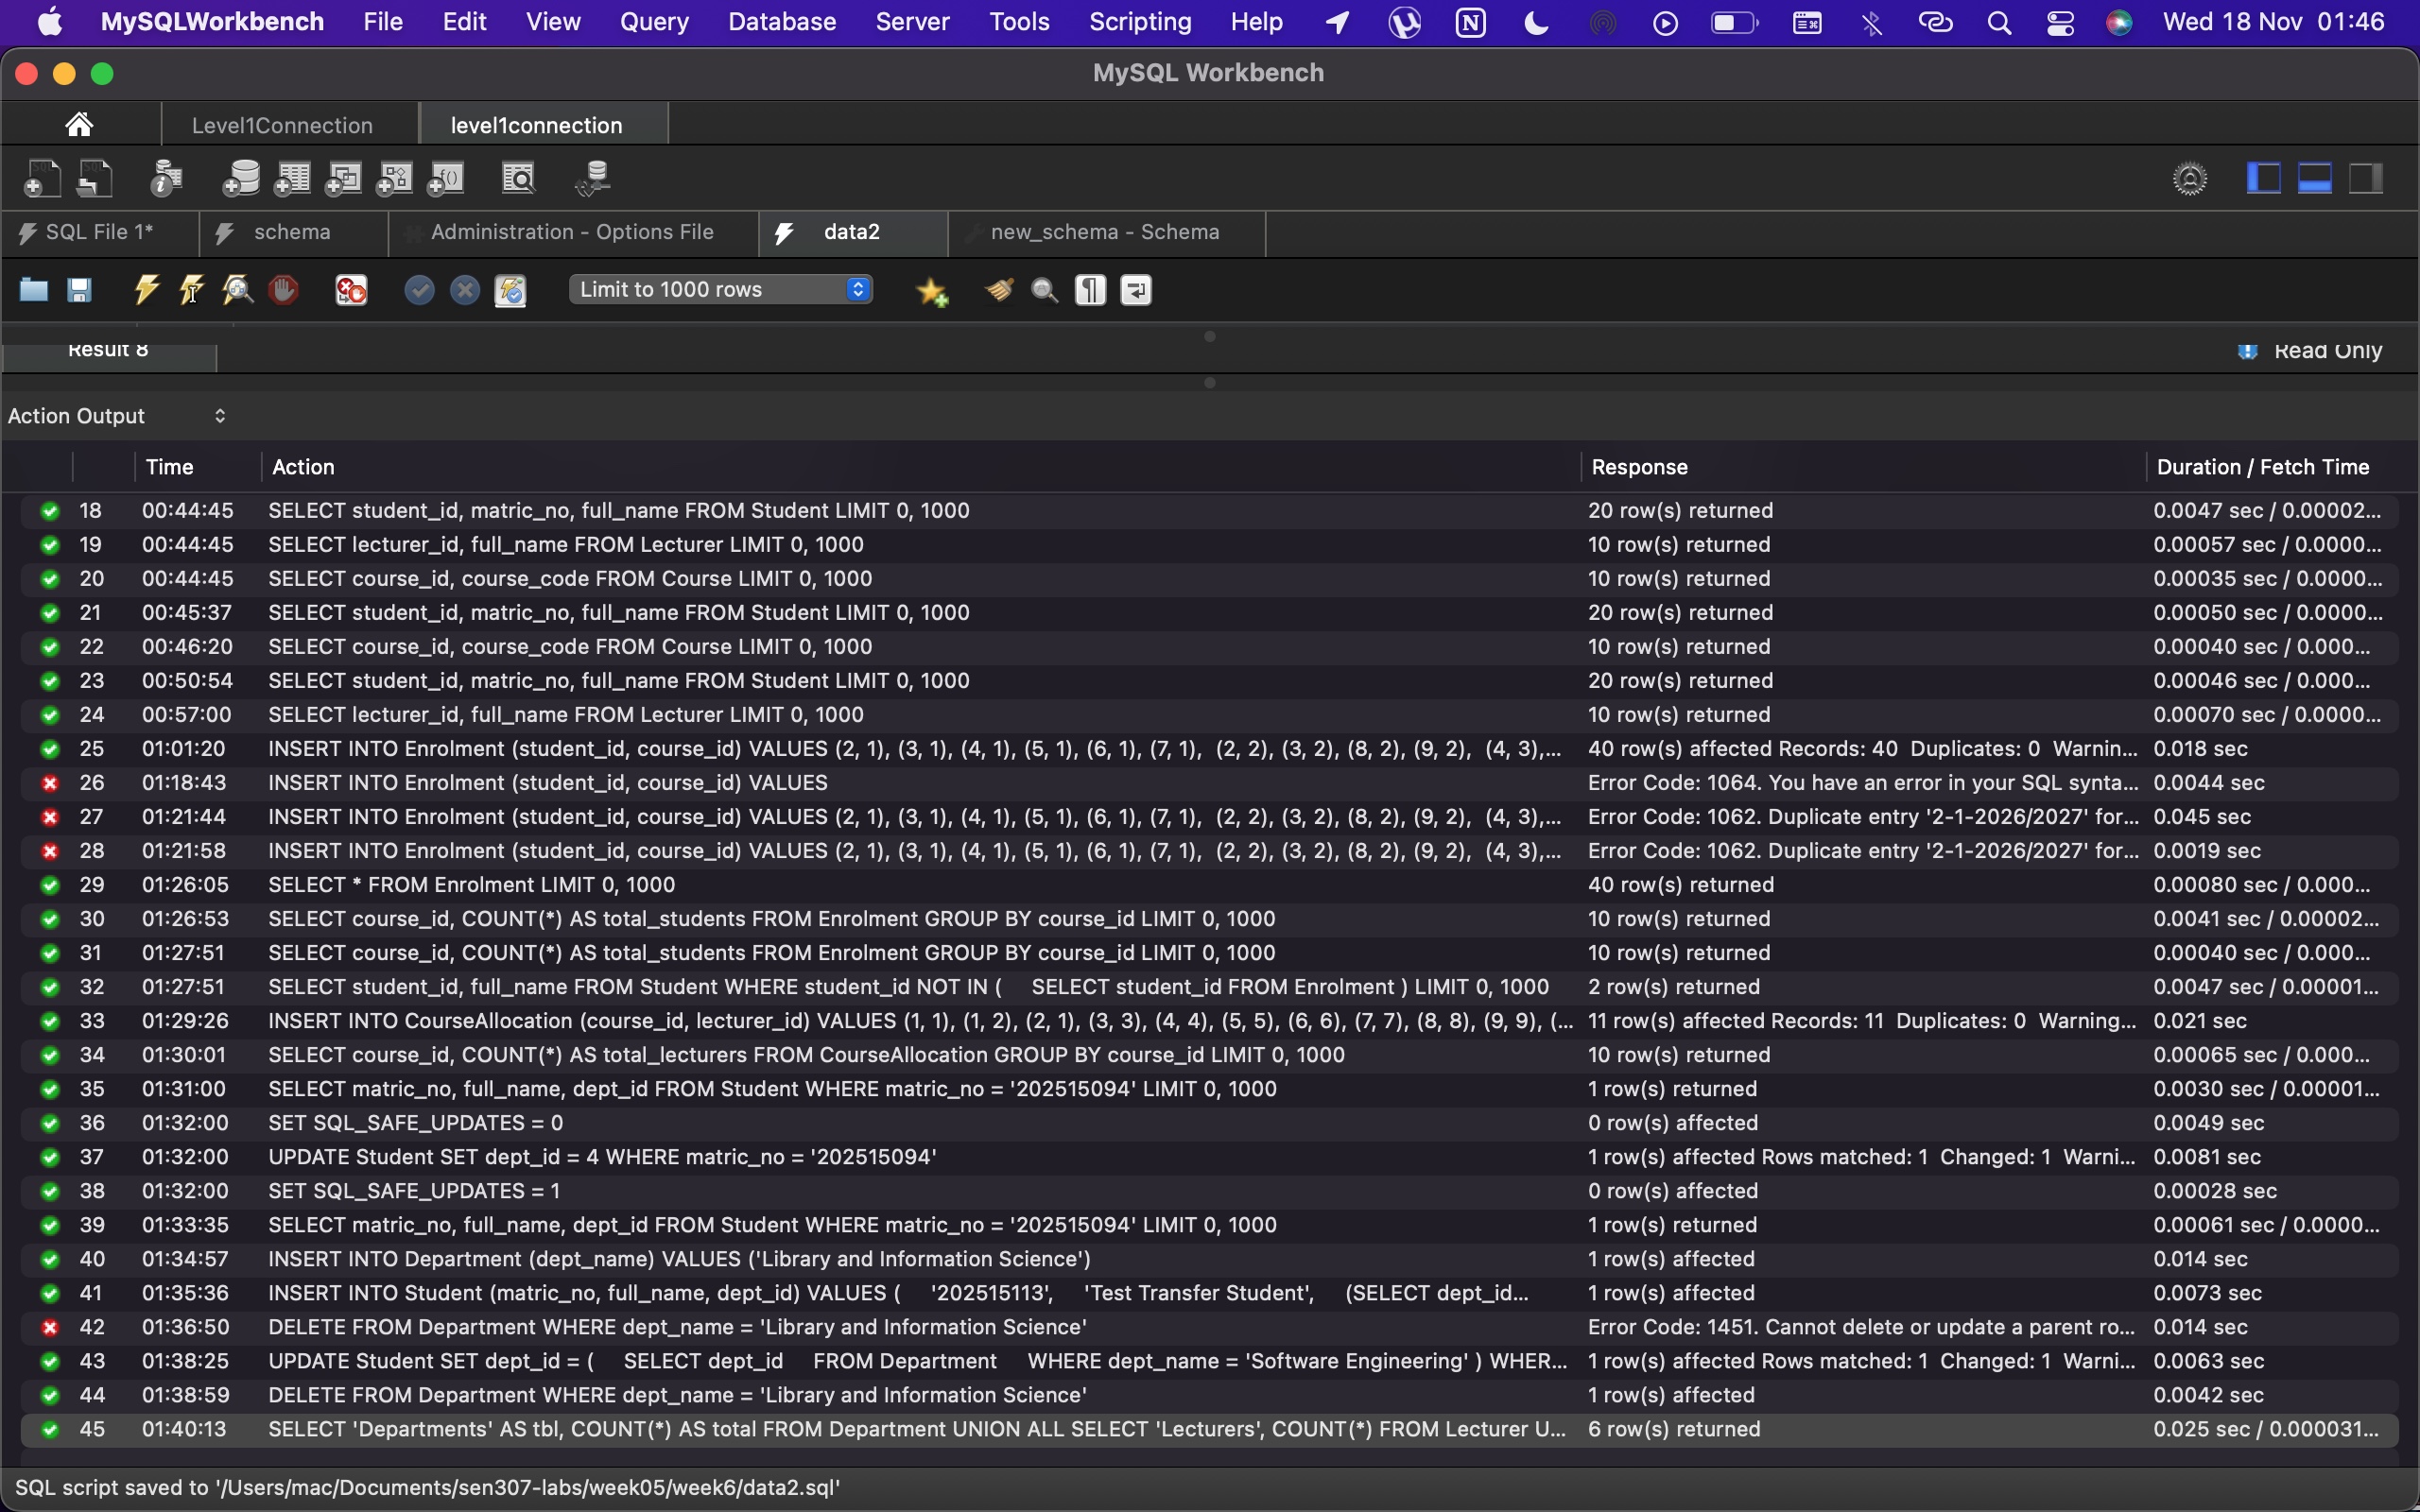 MySQLWorkbench File Edit View Query Database Server Tools Scripting Help Wed 18 Nov 01:46
MySQL Workbench
Level1Connection level1connection
SQL File 1* schema Administration - Options File data2 new_schema - Schema
Limit to 1000 rows
Result 8 Read Only
Action Output
Time Action Response Duration / Fetch Time
18 00:44:45 SELECT student_id, matric_no, full_name FROM Student LIMIT 0, 1000 20 row(s) returned 0.0047 sec / 0.00002...
19 00:44:45 SELECT lecturer_id, full_name FROM Lecturer LIMIT 0, 1000 10 row(s) returned 0.00057 sec / 0.0000...
20 00:44:45 SELECT course_id, course_code FROM Course LIMIT 0, 1000 10 row(s) returned 0.00035 sec / 0.0000...
21 00:45:37 SELECT student_id, matric_no, full_name FROM Student LIMIT 0, 1000 20 row(s) returned 0.00050 sec / 0.0000...
22 00:46:20 SELECT course_id, course_code FROM Course LIMIT 0, 1000 10 row(s) returned 0.00040 sec / 0.000...
23 00:50:54 SELECT student_id, matric_no, full_name FROM Student LIMIT 0, 1000 20 row(s) returned 0.00046 sec / 0.000...
24 00:57:00 SELECT lecturer_id, full_name FROM Lecturer LIMIT 0, 1000 10 row(s) returned 0.00070 sec / 0.0000...
25 01:01:20 INSERT INTO Enrolment (student_id, course_id) VALUES (2, 1), (3, 1), (4, 1), (5, 1), (6, 1), (7, 1), (2, 2), (3, 2), (8, 2), (9, 2), (4, 3),... 40 row(s) affected Records: 40 Duplicates: 0 Warnin... 0.018 sec
26 01:18:43 INSERT INTO Enrolment (student_id, course_id) VALUES Error Code: 1064. You have an error in your SQL synta... 0.0044 sec
27 01:21:44 INSERT INTO Enrolment (student_id, course_id) VALUES (2, 1), (3, 1), (4, 1), (5, 1), (6, 1), (7, 1), (2, 2), (3, 2), (8, 2), (9, 2), (4, 3),... Error Code: 1062. Duplicate entry '2-1-2026/2027' for... 0.045 sec
28 01:21:58 INSERT INTO Enrolment (student_id, course_id) VALUES (2, 1), (3, 1), (4, 1), (5, 1), (6, 1), (7, 1), (2, 2), (3, 2), (8, 2), (9, 2), (4, 3),... Error Code: 1062. Duplicate entry '2-1-2026/2027' for... 0.0019 sec
29 01:26:05 SELECT * FROM Enrolment LIMIT 0, 1000 40 row(s) returned 0.00080 sec / 0.000...
30 01:26:53 SELECT course_id, COUNT(*) AS total_students FROM Enrolment GROUP BY course_id LIMIT 0, 1000 10 row(s) returned 0.0041 sec / 0.00002...
31 01:27:51 SELECT course_id, COUNT(*) AS total_students FROM Enrolment GROUP BY course_id LIMIT 0, 1000 10 row(s) returned 0.00040 sec / 0.000...
32 01:27:51 SELECT student_id, full_name FROM Student WHERE student_id NOT IN ( SELECT student_id FROM Enrolment ) LIMIT 0, 1000 2 row(s) returned 0.0047 sec / 0.00001...
33 01:29:26 INSERT INTO CourseAllocation (course_id, lecturer_id) VALUES (1, 1), (1, 2), (2, 1), (3, 3), (4, 4), (5, 5), (6, 6), (7, 7), (8, 8), (9, 9), (... 11 row(s) affected Records: 11 Duplicates: 0 Warning... 0.021 sec
34 01:30:01 SELECT course_id, COUNT(*) AS total_lecturers FROM CourseAllocation GROUP BY course_id LIMIT 0, 1000 10 row(s) returned 0.00065 sec / 0.000...
35 01:31:00 SELECT matric_no, full_name, dept_id FROM Student WHERE matric_no = '202515094' LIMIT 0, 1000 1 row(s) returned 0.0030 sec / 0.00001...
36 01:32:00 SET SQL_SAFE_UPDATES = 0 0 row(s) affected 0.0049 sec
37 01:32:00 UPDATE Student SET dept_id = 4 WHERE matric_no = '202515094' 1 row(s) affected Rows matched: 1 Changed: 1 Warni... 0.0081 sec
38 01:32:00 SET SQL_SAFE_UPDATES = 1 0 row(s) affected 0.00028 sec
39 01:33:35 SELECT matric_no, full_name, dept_id FROM Student WHERE matric_no = '202515094' LIMIT 0, 1000 1 row(s) returned 0.00061 sec / 0.0000...
40 01:34:57 INSERT INTO Department (dept_name) VALUES ('Library and Information Science') 1 row(s) affected 0.014 sec
41 01:35:36 INSERT INTO Student (matric_no, full_name, dept_id) VALUES ( '202515113', 'Test Transfer Student', (SELECT dept_id... 1 row(s) affected 0.0073 sec
42 01:36:50 DELETE FROM Department WHERE dept_name = 'Library and Information Science' Error Code: 1451. Cannot delete or update a parent ro... 0.014 sec
43 01:38:25 UPDATE Student SET dept_id = ( SELECT dept_id FROM Department WHERE dept_name = 'Software Engineering' ) WHER... 1 row(s) affected Rows matched: 1 Changed: 1 Warni... 0.0063 sec
44 01:38:59 DELETE FROM Department WHERE dept_name = 'Library and Information Science' 1 row(s) affected 0.0042 sec
45 01:40:13 SELECT 'Departments' AS tbl, COUNT(*) AS total FROM Department UNION ALL SELECT 'Lecturers', COUNT(*) FROM Lecturer U... 6 row(s) returned 0.025 sec / 0.000031...
SQL script saved to '/Users/mac/Documents/sen307-labs/week05/week6/data2.sql'